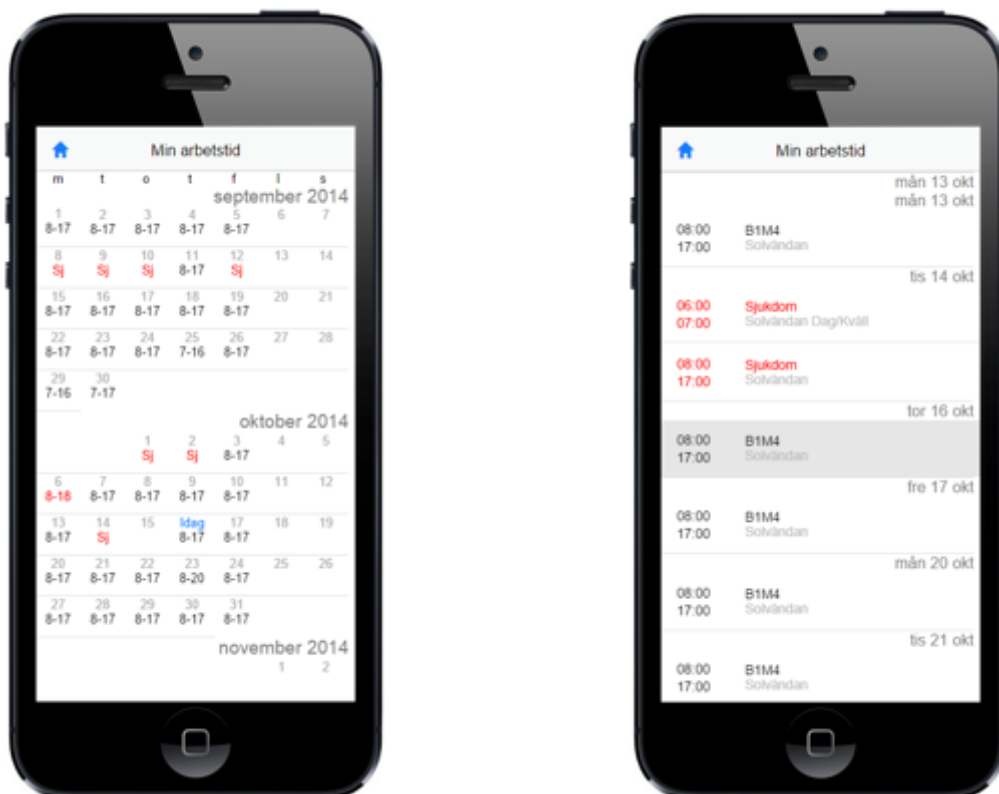 Min arbetstid
m t o t f l s
september 2014
1 2 3 4 5 6 7
8-17 8-17 8-17 8-17 8-17
8 9 10 11 12 13 14
Sj Sj Sj 8-17 Sj
15 16 17 18 19 20 21
8-17 8-17 8-17 8-17 8-17
22 23 24 25 26 27 28
8-17 8-17 8-17 7-16 8-17
29 30
7-16 7-17
oktober 2014
1 2 3 4 5
Sj Sj 8-17
6 7 8 9 10 11 12
8-18 8-17 8-17 8-17 8-17
13 14 15 Idag 17 18 19
8-17 Sj 8-17 8-17
20 21 22 23 24 25 26
8-17 8-17 8-17 8-20 8-17
27 28 29 30 31
8-17 8-17 8-17 8-17 8-17
november 2014
1 2
Min arbetstid
mån 13 okt
mån 13 okt
08:00 B1M4
17:00 Solvändan
tis 14 okt
06:00 Sjukdom
07:00 Solvändan Dag/Kväll
08:00 Sjukdom
17:00 Solvändan
tor 16 okt
08:00 B1M4
17:00 Solvändan
fre 17 okt
08:00 B1M4
17:00 Solvändan
mån 20 okt
08:00 B1M4
17:00 Solvändan
tis 21 okt
08:00 B1M4
17:00 Solvändan